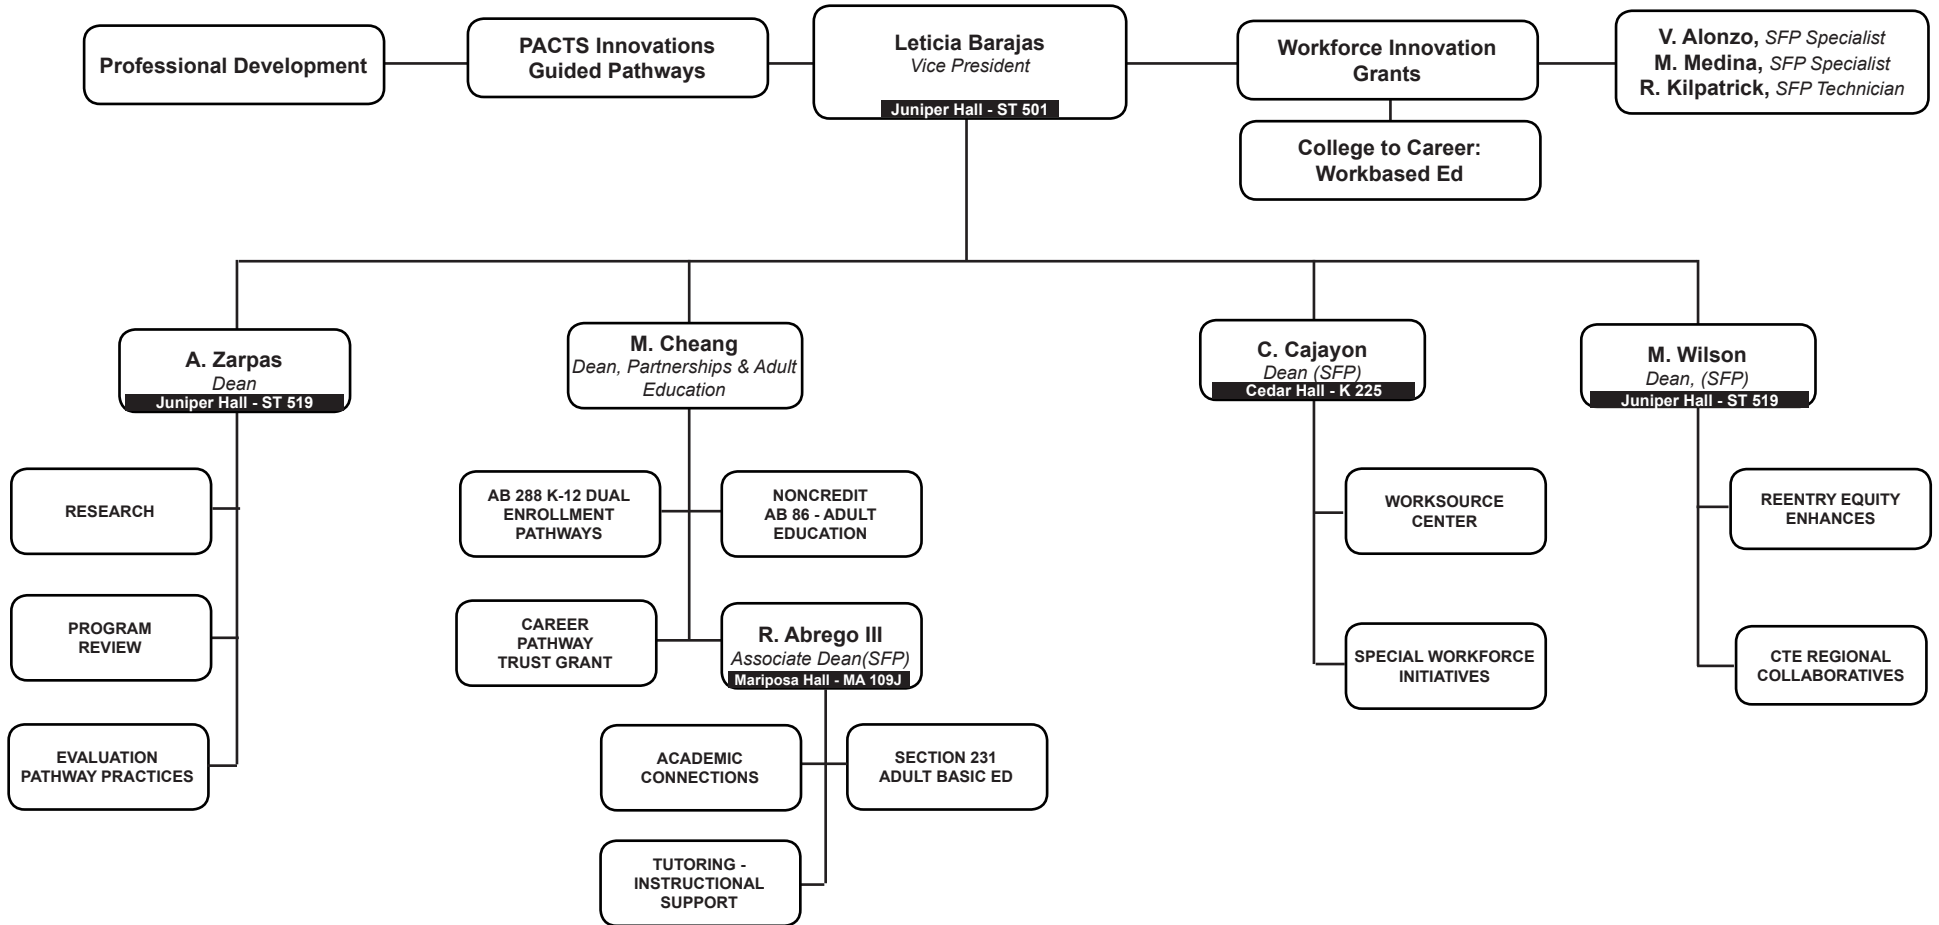 Professional Development
PACTS Innovations
Guided Pathways
Leticia Barajas
Vice President
Juniper Hall - ST 501
Workforce Innovation
Grants
V. Alonzo, SFP Specialist
M. Medina, SFP Specialist
R. Kilpatrick, SFP Technician
College to Career:
Workbased Ed
A. Zarpas
Dean
Juniper Hall - ST 519
M. Cheang
Dean, Partnerships & Adult
Education
C. Cajayon
Dean (SFP)
Cedar Hall - K 225
M. Wilson
Dean, (SFP)
Juniper Hall - ST 519
RESEARCH
AB 288 K-12 DUAL
ENROLLMENT
PATHWAYS
NONCREDIT
AB 86 - ADULT
EDUCATION
WORKSOURCE
CENTER
REENTRY EQUITY
ENHANCES
PROGRAM
REVIEW
CAREER
PATHWAY
TRUST GRANT
R. Abrego III
Associate Dean(SFP)
Mariposa Hall - MA 109J
SPECIAL WORKFORCE
INITIATIVES
CTE REGIONAL
COLLABORATIVES
EVALUATION
PATHWAY PRACTICES
ACADEMIC
CONNECTIONS
SECTION 231
ADULT BASIC ED
TUTORING -
INSTRUCTIONAL
SUPPORT